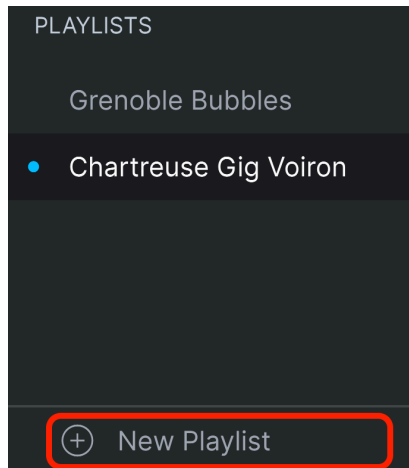 PLAYLISTS
Grenoble Bubbles
Chartreuse Gig Voiron
New Playlist